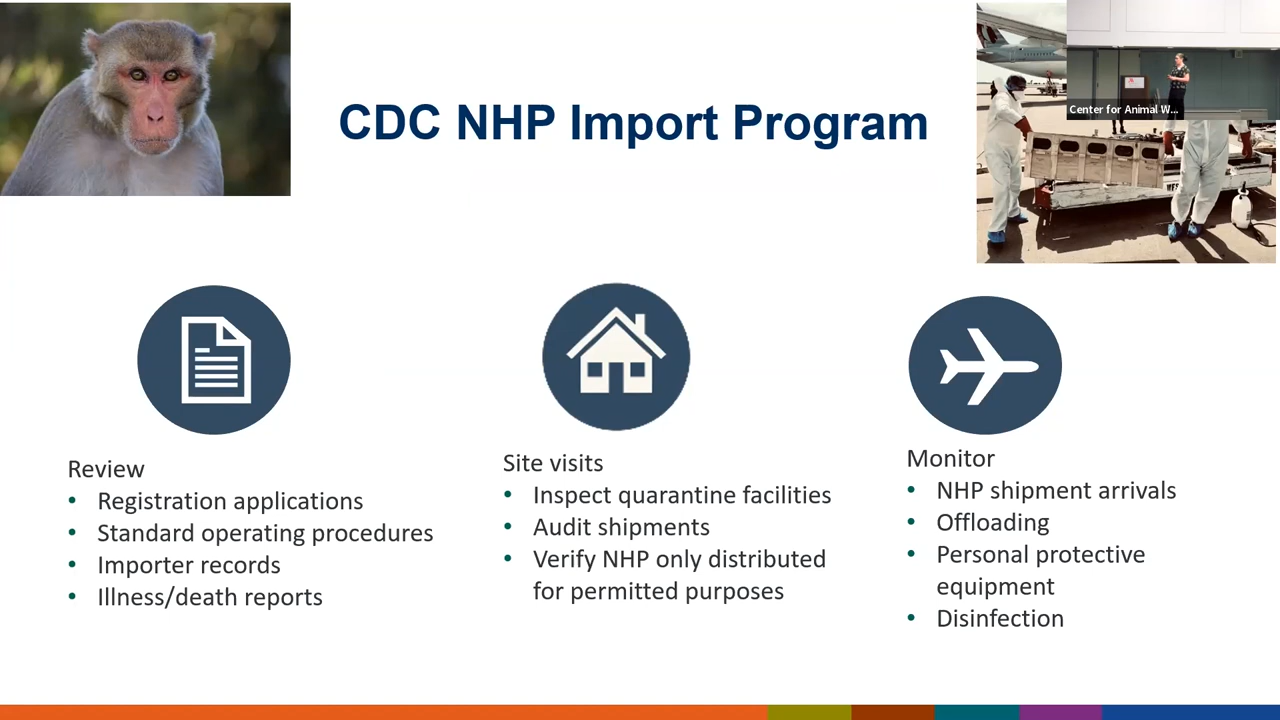 CDC NHP Import Program
Center for Animal W...
Review
• Registration applications
• Standard operating procedures
• Importer records
• Illness/death reports
Site visits
• Inspect quarantine facilities
• Audit shipments
• Verify NHP only distributed
for permitted purposes
Monitor
• NHP shipment arrivals
• Offloading
• Personal protective
equipment
• Disinfection